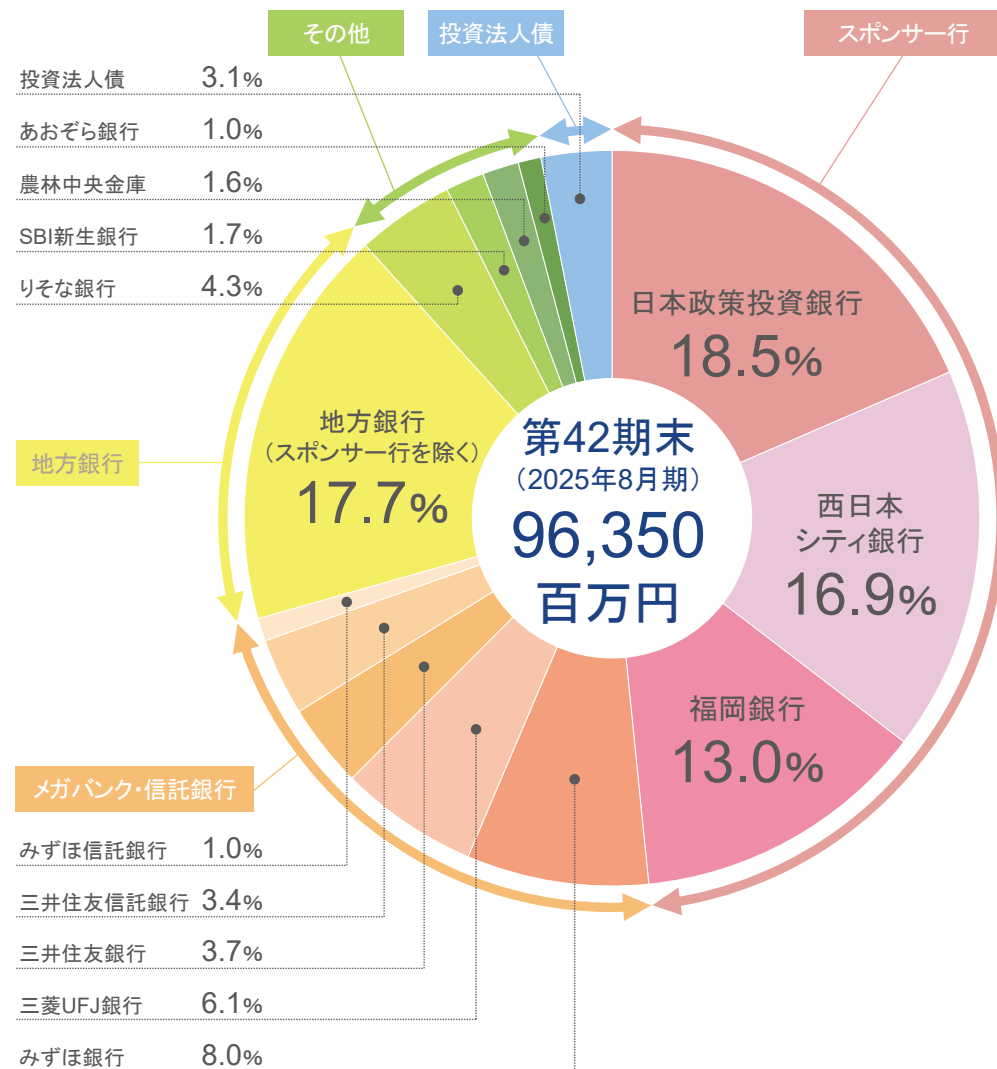 その他
投資法人債
スポンサー行
投資法人債 3.1%
あおぞら銀行 1.0%
農林中央金庫 1.6%
SBI新生銀行 1.7%
りそな銀行 4.3%
日本政策投資銀行
18.5%
西日本
シティ銀行
16.9%
福岡銀行
13.0%
地方銀行
(スポンサー行を除く)
17.7%
第42期末
(2025年8月期)
96,350
百万円
地方銀行
メガバンク・信託銀行
みずほ信託銀行 1.0%
三井住友信託銀行 3.4%
三井住友銀行 3.7%
三菱UFJ銀行 6.1%
みずほ銀行 8.0%